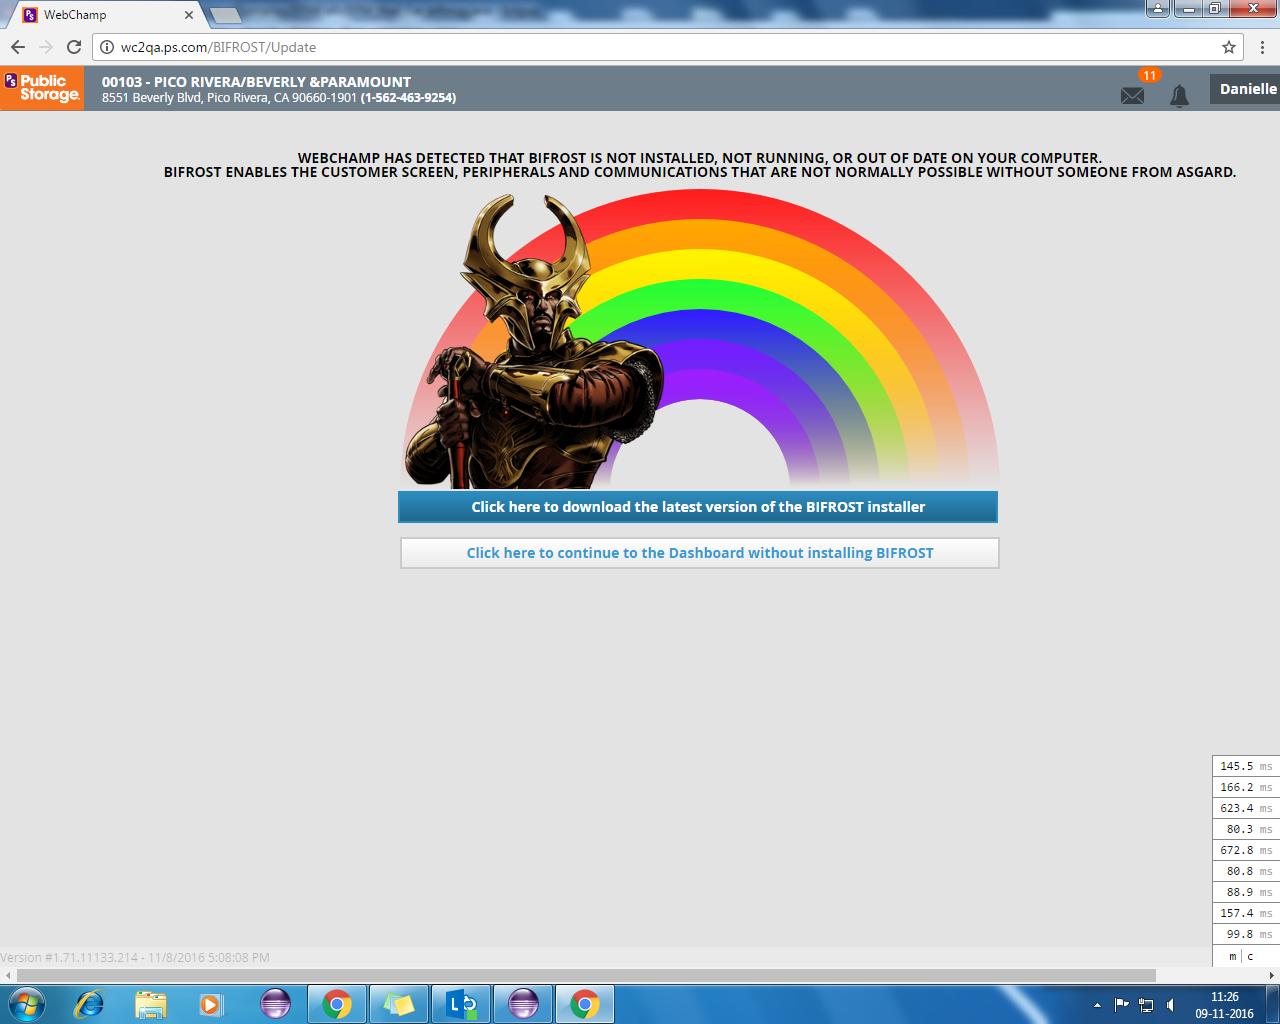 WebChamp
wc2qa.ps.com/BIFROST/Update
PS Public Storage.
00103 - PICO RIVERA/BEVERLY &PARAMOUNT
8551 Beverly Blvd, Pico Rivera, CA 90660-1901 (1-562-463-9254)
11
Danielle
WEBCHAMP HAS DETECTED THAT BIFROST IS NOT INSTALLED, NOT RUNNING, OR OUT OF DATE ON YOUR COMPUTER.
BIFROST ENABLES THE CUSTOMER SCREEN, PERIPHERALS AND COMMUNICATIONS THAT ARE NOT NORMALLY POSSIBLE WITHOUT SOMEONE FROM ASGARD.
Click here to download the latest version of the BIFROST installer
Click here to continue to the Dashboard without installing BIFROST
145.5 ms
166.2 ms
623.4 ms
80.3 ms
672.8 ms
80.8 ms
88.9 ms
157.4 ms
99.8 ms
m | c
Version #1.71.11133.214 - 11/8/2016 5:08:08 PM
11:26
09-11-2016